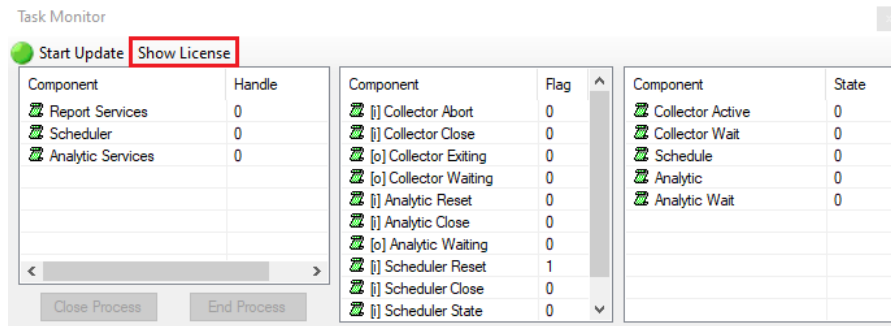 Task Monitor
Start Update Show License
Component Handle
Report Services 0
Scheduler 0
Analytic Services 0
Close Process End Process
Component Flag
[i] Collector Abort 0
[i] Collector Close 0
[o] Collector Exiting 0
[o] Collector Waiting 0
[i] Analytic Reset 0
[i] Analytic Close 0
[o] Analytic Waiting 0
[i] Scheduler Reset 1
[i] Scheduler Close 0
[i] Scheduler State 0
Component State
Collector Active 0
Collector Wait 0
Schedule 0
Analytic 0
Analytic Wait 0